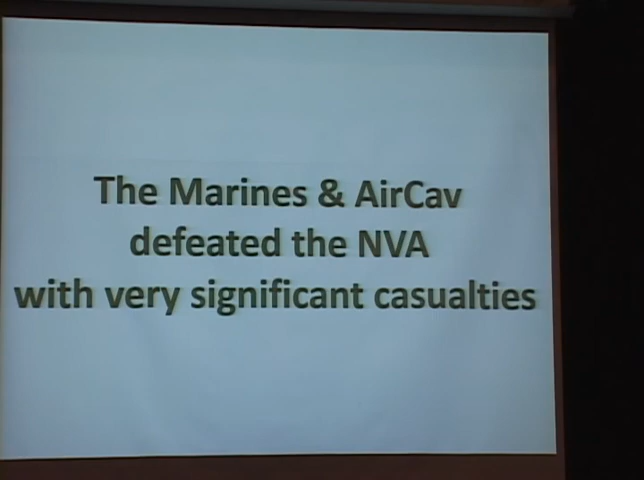 The Marines & AirCav
defeated the NVA
with very significant casualties